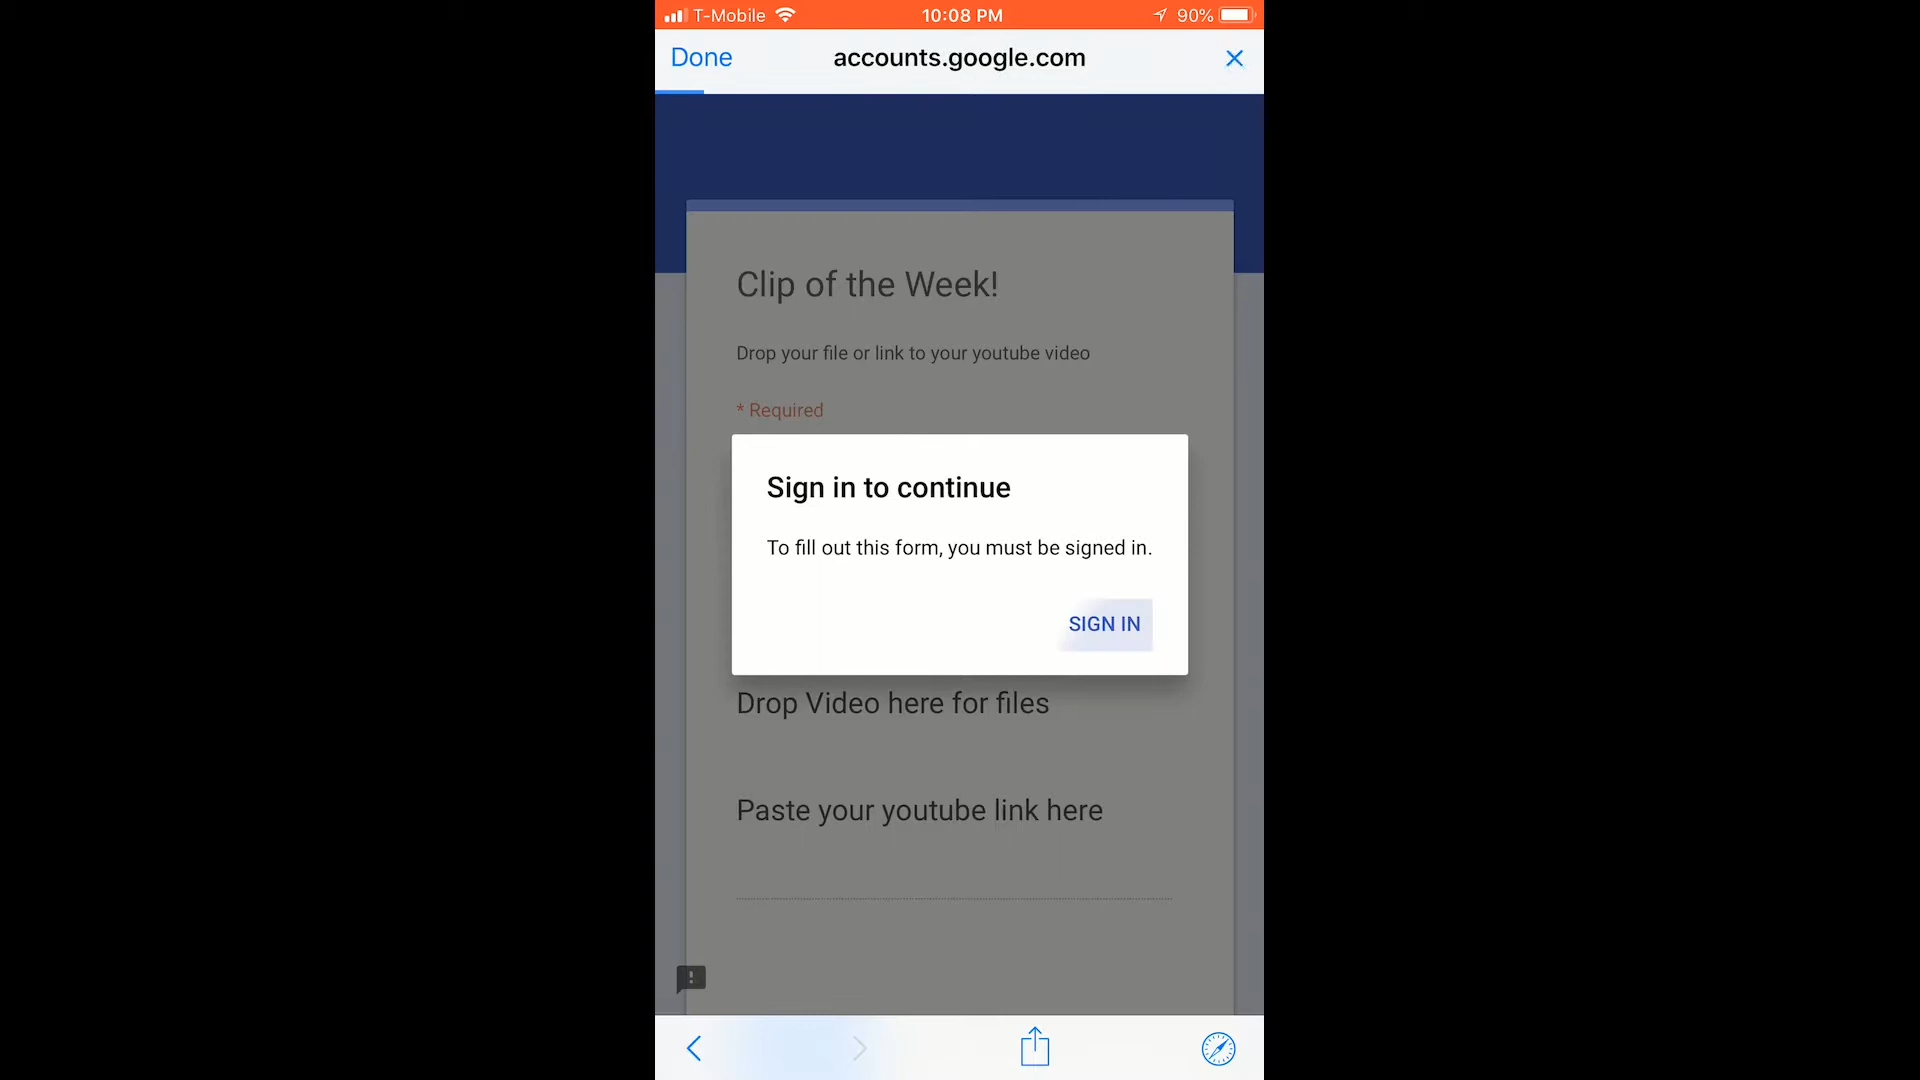 T-Mobile 10:08 PM 90%
Done accounts.google.com
Clip of the Week!
Drop your file or link to your youtube video
* Required
Sign in to continue
To fill out this form, you must be signed in.
SIGN IN
Drop Video here for files
Paste your youtube link here